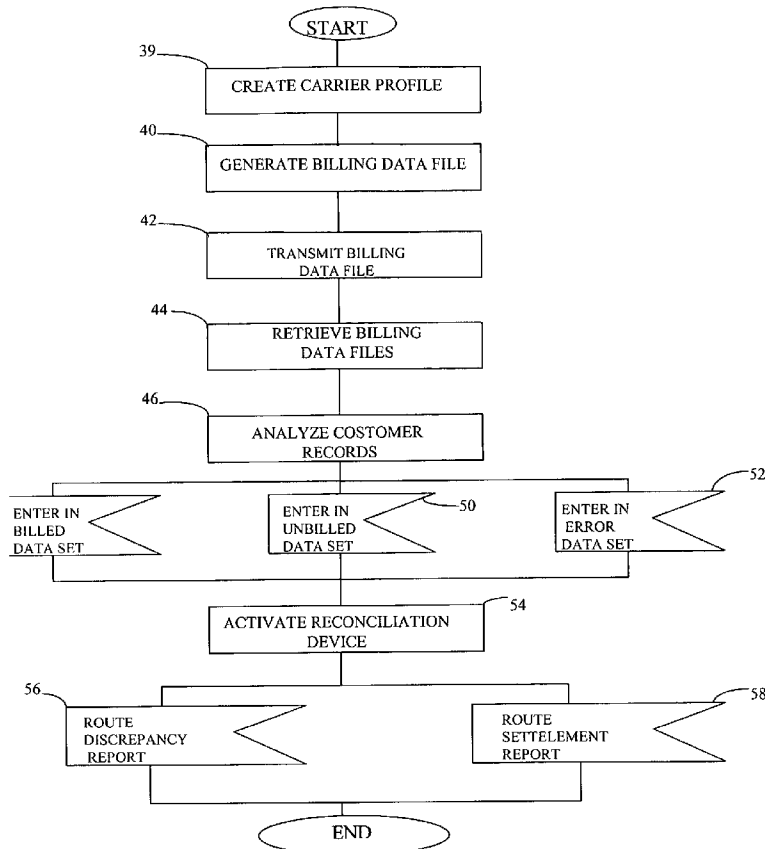 START
39
CREATE CARRIER PROFILE
40
GENERATE BILLING DATA FILE
42
TRANSMIT BILLING
DATA FILE
44
RETRIEVE BILLING
DATA FILES
46
ANALYZE COSTOMER
RECORDS
ENTER IN
BILLED
DATA SET
50
ENTER IN
UNBILLED
DATA SET
52
ENTER IN
ERROR
DATA SET
54
ACTIVATE RECONCILIATION
DEVICE
56
ROUTE
DISCREPANCY
REPORT
58
ROUTE
SETTELEMENT
REPORT
END